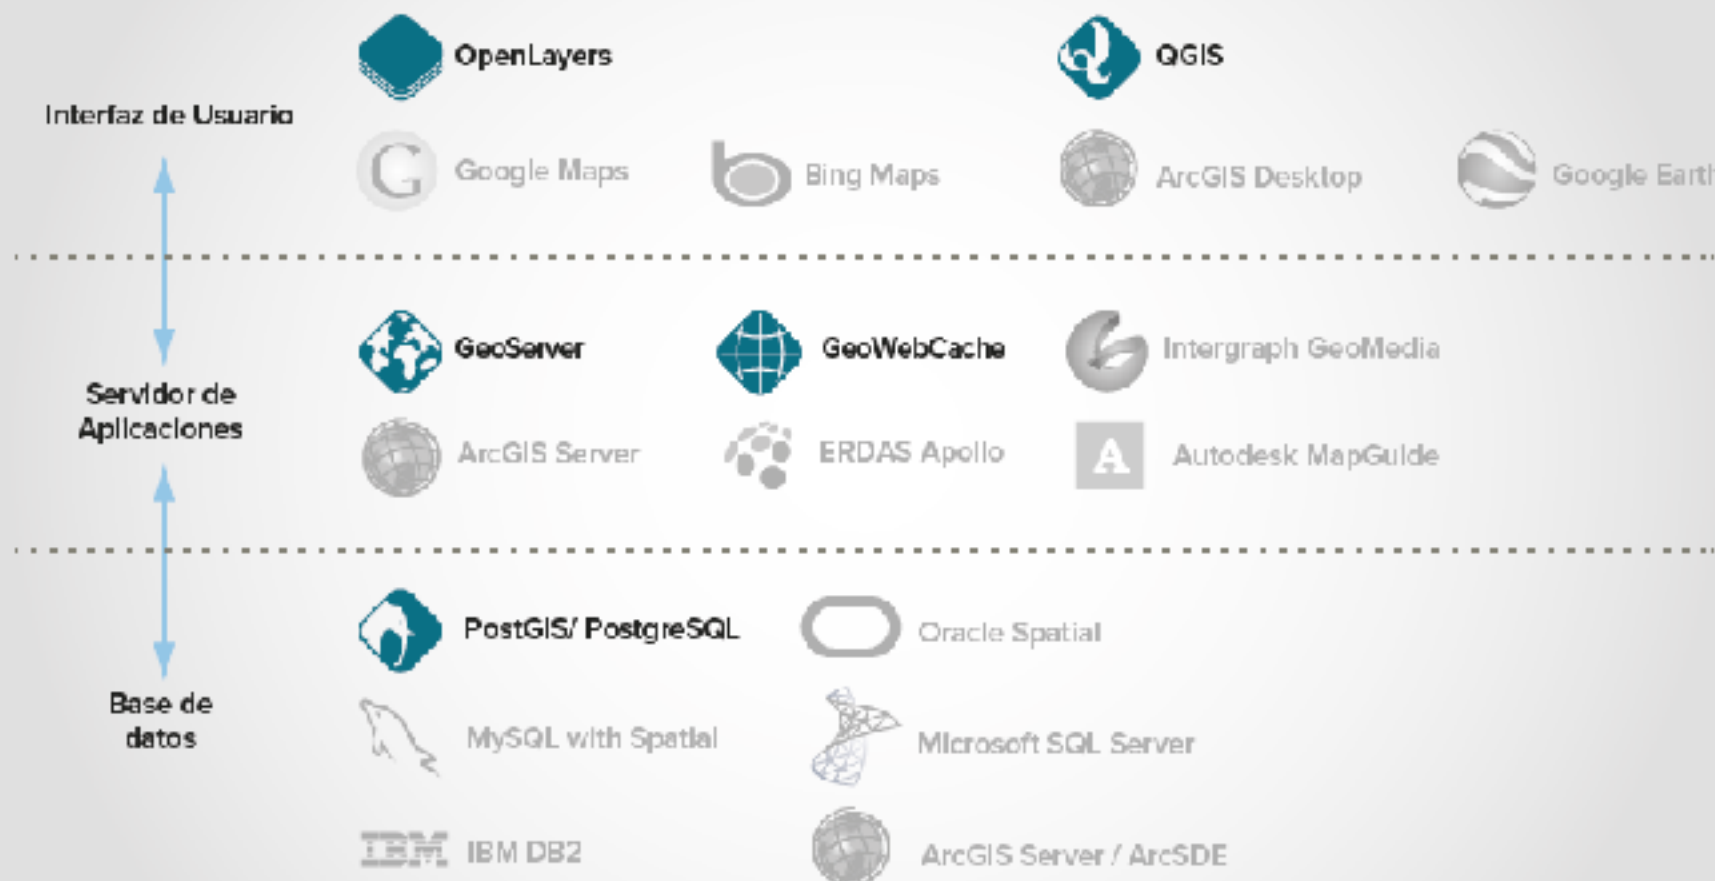 OpenLayers
QGIS
Interfaz de Usuario
G
Google Maps
b
Bing Maps
ArcGIS Desktop
Google Earth
GeoServer
GeoWebCache
Intergraph GeoMedia
Servidor de
Aplicaciones
ArcGIS Server
ERDAS Apollo
A
Autodesk MapGuide
PostGIS/ PostgreSQL
Oracle Spatial
Base de
datos
MySQL with Spatial
Microsoft SQL Server
IBM
IBM DB2
ArcGIS Server / ArcSDE